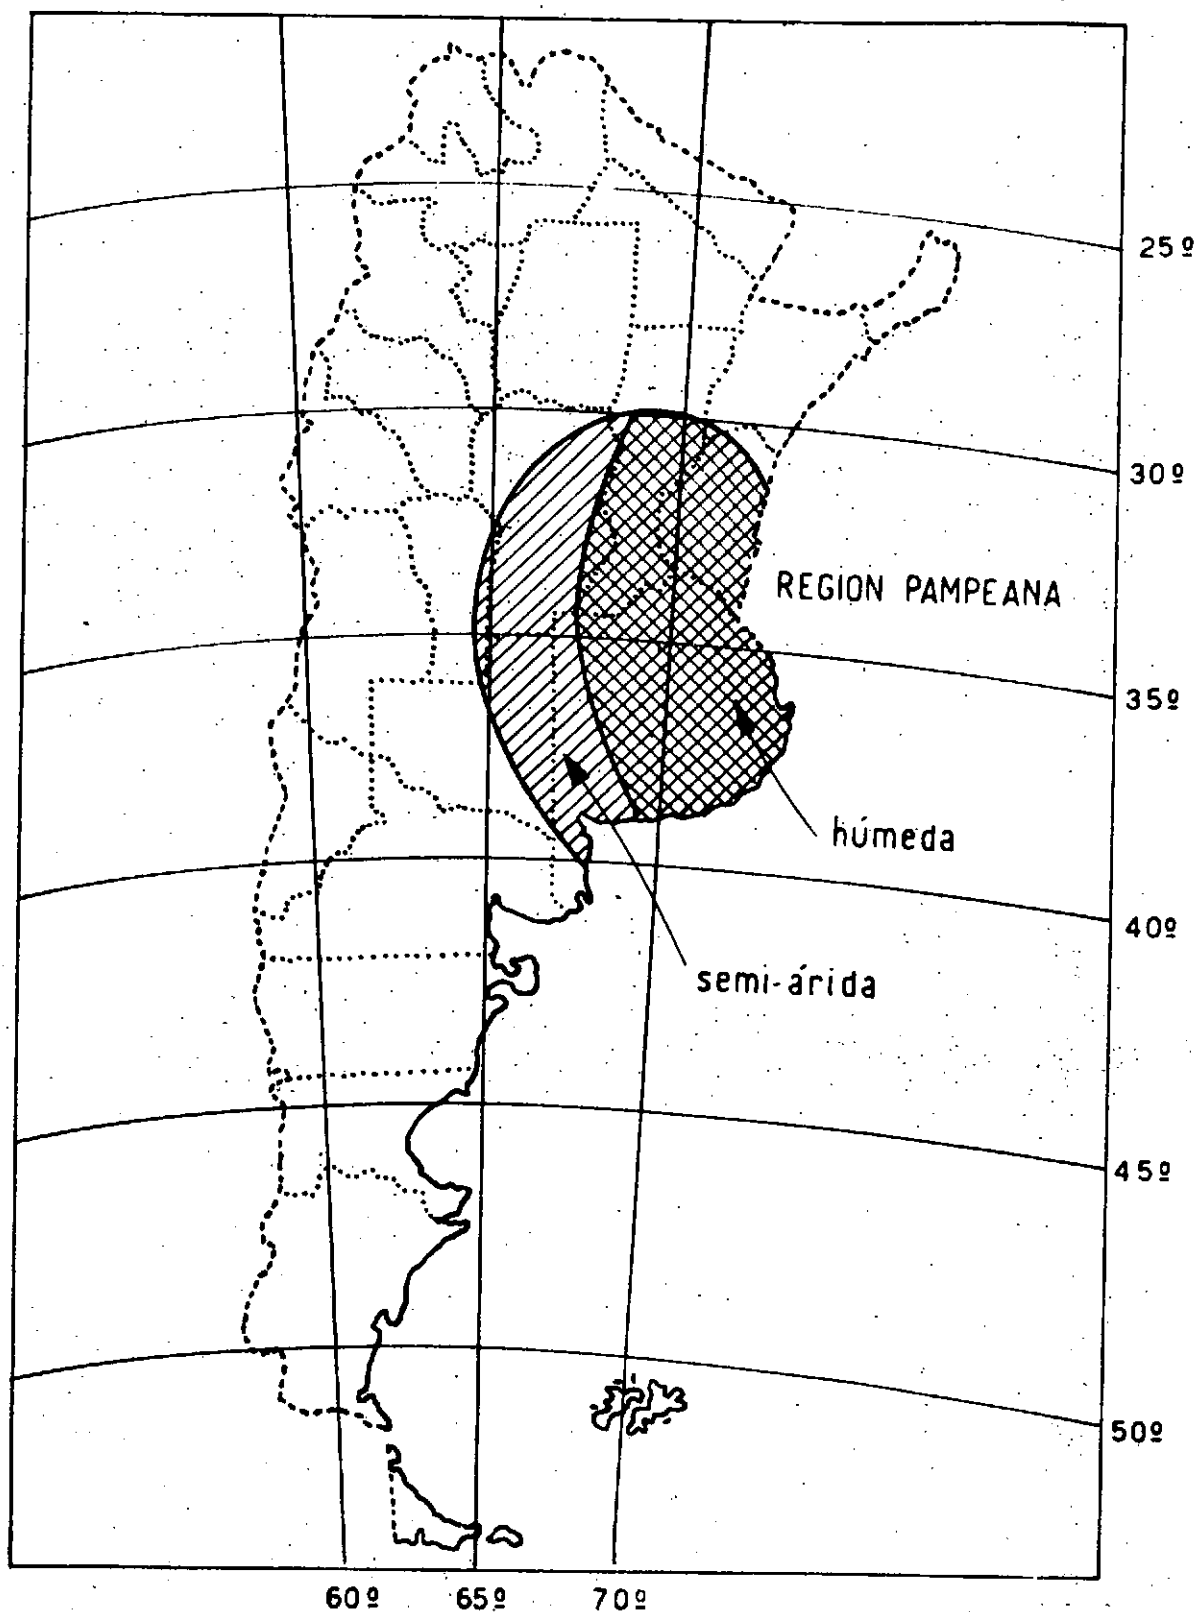 25º
30º
REGION PAMPEANA
35º
húmeda
40º
semi-árida
45º
50º
60º 65º 70º